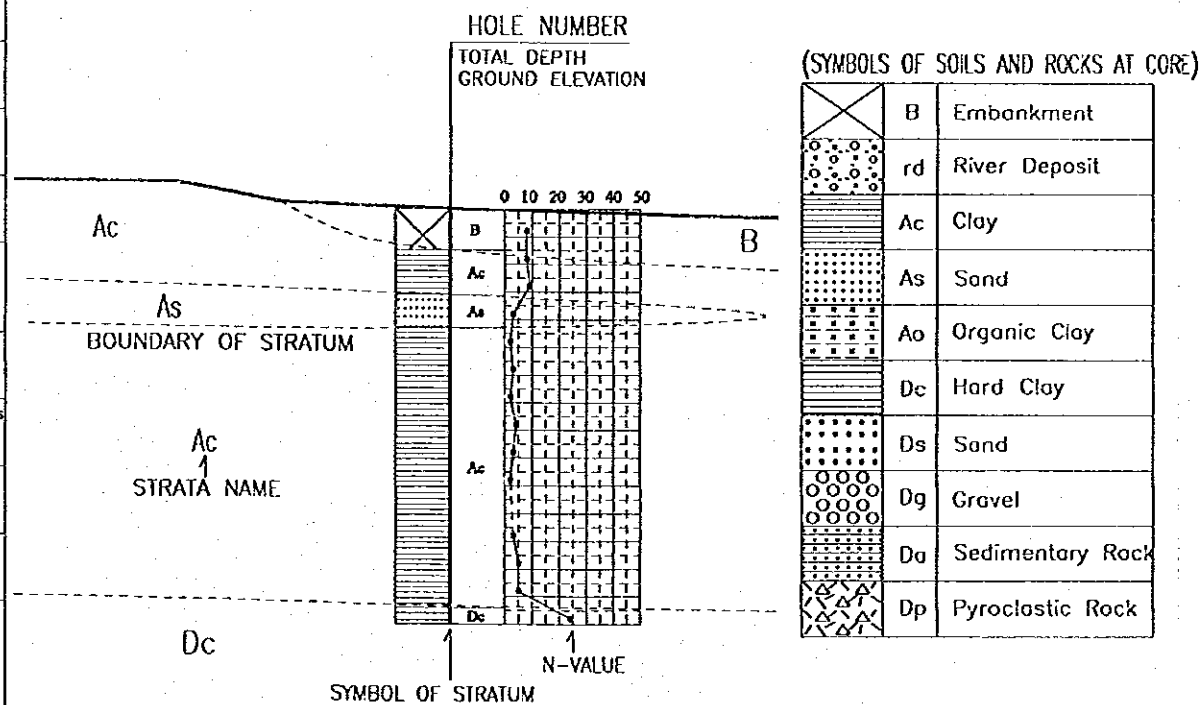 HOLE NUMBER
TOTAL DEPTH
GROUND ELEVATION
0 10 20 30 40 50
Ac
B
B
Ac
As
As
BOUNDARY OF STRATUM
Ac
STRATA NAME
Ac
Dc
Dc
N-VALUE
SYMBOL OF STRATUM
(SYMBOLS OF SOILS AND ROCKS AT CORE)
B Embankment
rd River Deposit
Ac Clay
As Sand
Ao Organic Clay
Dc Hard Clay
Ds Sand
Dg Gravel
Da Sedimentary Rock
Dp Pyroclastic Rock